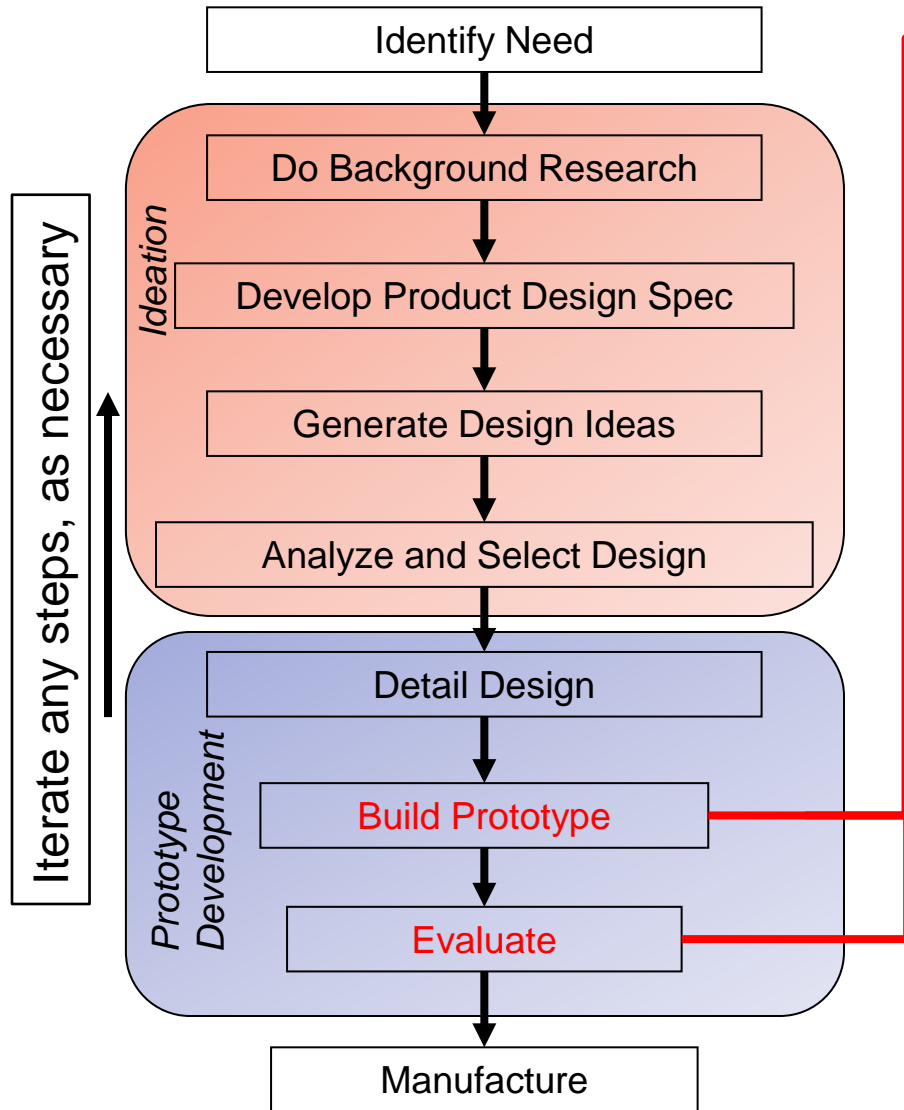 Identify Need
Do Background Research
Ideation
Develop Product Design Spec
Iterate any steps, as necessary
Generate Design Ideas
Analyze and Select Design
Detail Design
Prototype
Development
Build Prototype
Evaluate
Manufacture